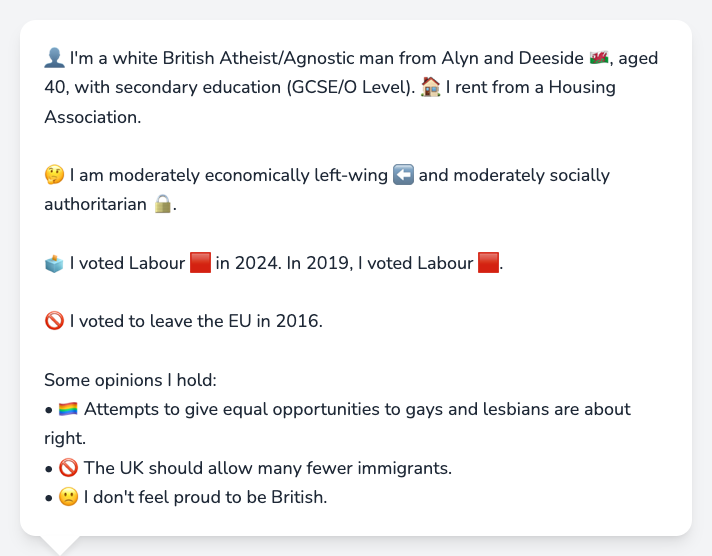 👤 I'm a white British Atheist/Agnostic man from Alyn and Deeside 🏴󠁧󠁢󠁷󠁬󠁳󠁿, aged
40, with secondary education (GCSE/O Level). 🏠 I rent from a Housing
Association.
🤔 I am moderately economically left-wing ⬅️ and moderately socially
authoritarian 🔒.
🗳️ I voted Labour 🟥 in 2024. In 2019, I voted Labour 🟥.
🚫 I voted to leave the EU in 2016.
Some opinions I hold:
• 🏳️‍🌈 Attempts to give equal opportunities to gays and lesbians are about
right.
• 🚫 The UK should allow many fewer immigrants.
• 🙁 I don't feel proud to be British.